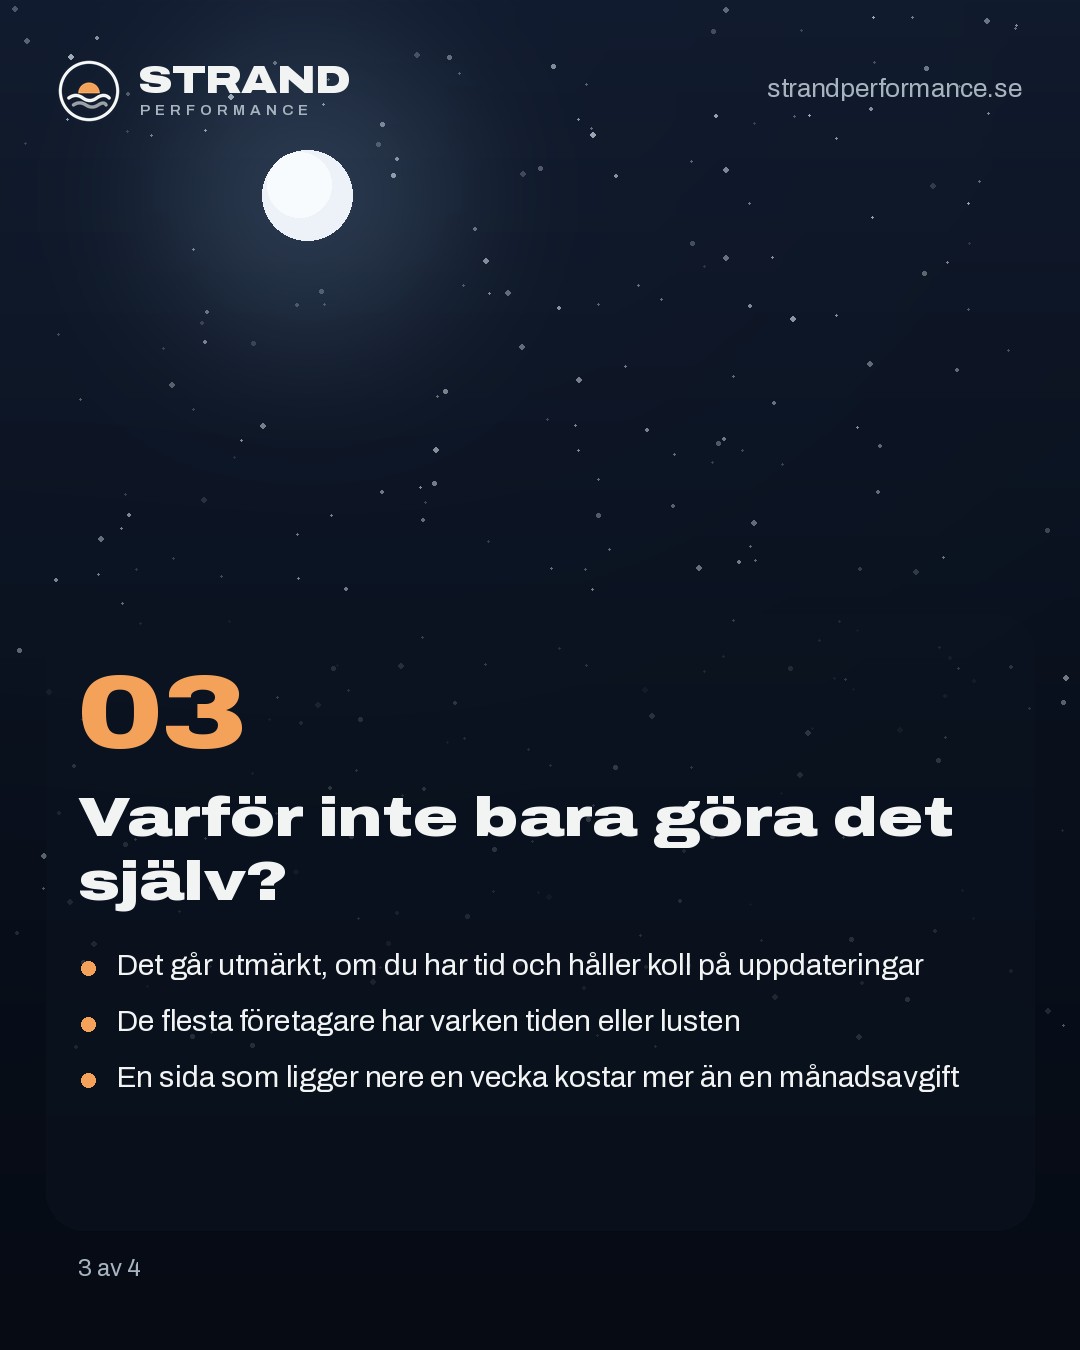 STRAND
PERFORMANCE
strandperformance.se
03
Varför inte bara göra det
själv?
Det går utmärkt, om du har tid och håller koll på uppdateringar
De flesta företagare har varken tiden eller lusten
En sida som ligger nere en vecka kostar mer än en månadsavgift
3 av 4